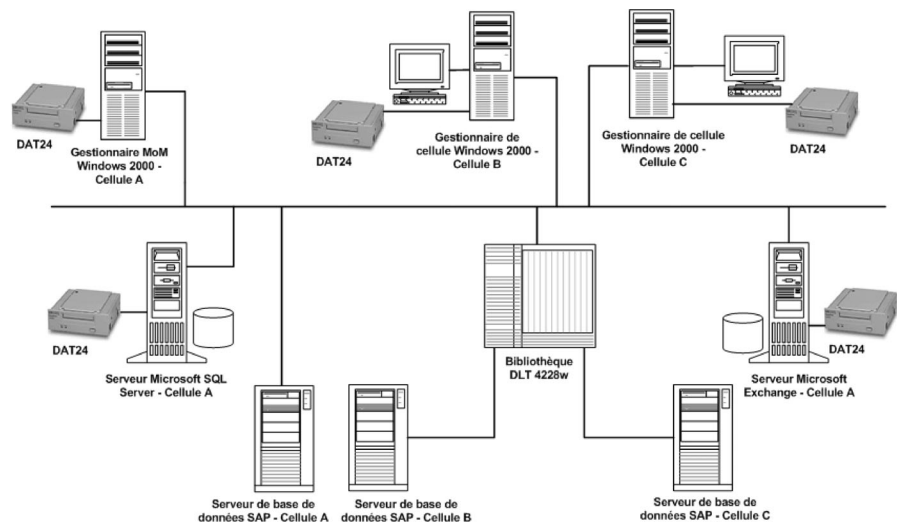 DAT24
Gestionnaire MoM
Windows 2000 -
Cellule A
DAT24
Gestionnaire de
cellule Windows 2000 -
Cellule B
Gestionnaire de cellule
Windows 2000 -
Cellule C
DAT24
DAT24
Serveur Microsoft SQL
Server - Cellule A
Bibliothèque
DLT 4228w
DAT24
Serveur Microsoft
Exchange - Cellule A
Serveur de base de
données SAP - Cellule A
Serveur de base de
données SAP - Cellule B
Serveur de base de
données SAP - Cellule C